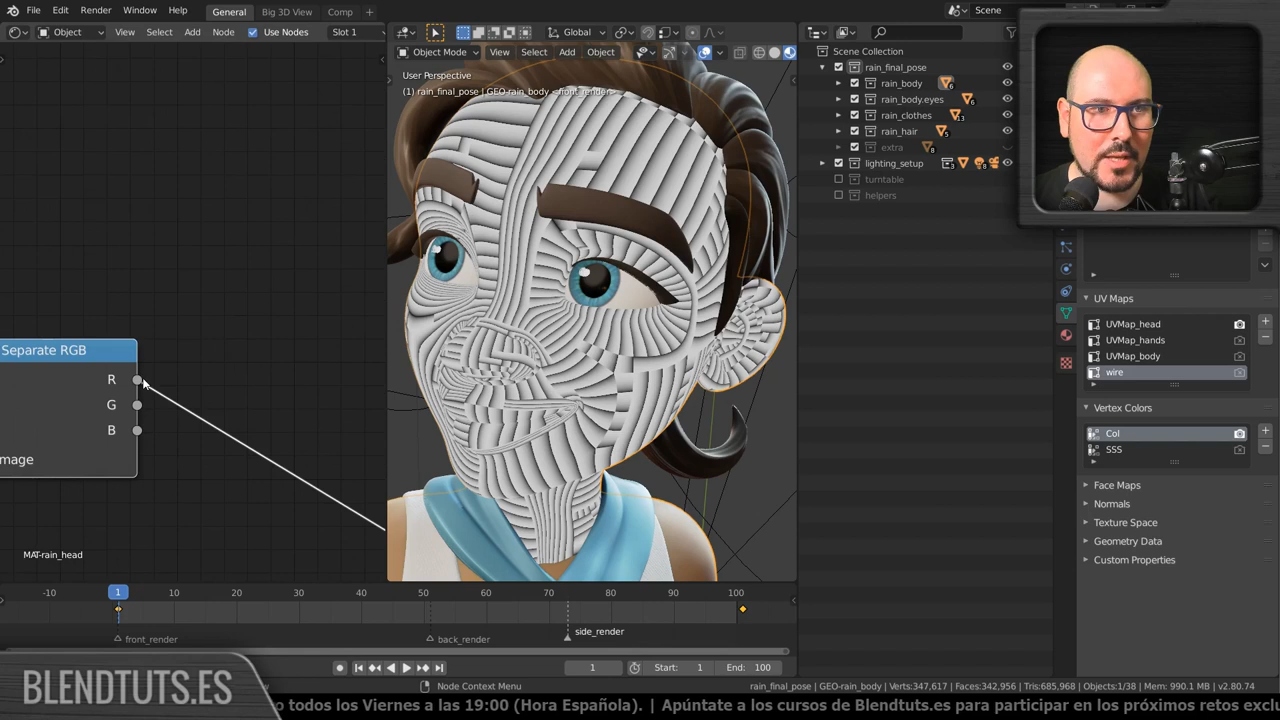 File Edit Render Window Help General Big 3D View Comp + Scene
Object View Select Add Node Use Nodes Slot 1
Global
Object Mode View Select Add Object
User Perspective
(1) rain_final_pose | GEO-rain_body <front_render>
Scene Collection
rain_final_pose
rain_body 6
rain_body.eyes 6
rain_clothes 13
rain_hair 5
extra 8
lighting_setup
turntable
helpers
Separate RGB
R
G
B
mage
MAT-rain_head
UV Maps
UVMap_head
UVMap_hands
UVMap_body
wire
Vertex Colors
Col
SSS
Face Maps
Normals
Texture Space
Geometry Data
Custom Properties
-10 1 10 20 30 40 50 60 70 80 90 100
front_render back_render side_render
1 Start: 1 End: 100
Node Context Menu
rain_final_pose | GEO-rain_body | Verts:347,617 | Faces:342,956 | Tris:685,968 | Objects:1/38 | Mem: 990.1 MB | v2.80.74
BLENDTUTS.ES
o todos los Viernes a las 19:00 (Hora Española). | Apúntate a los cursos de Blendtuts.es para participar en los próximos retos exclu